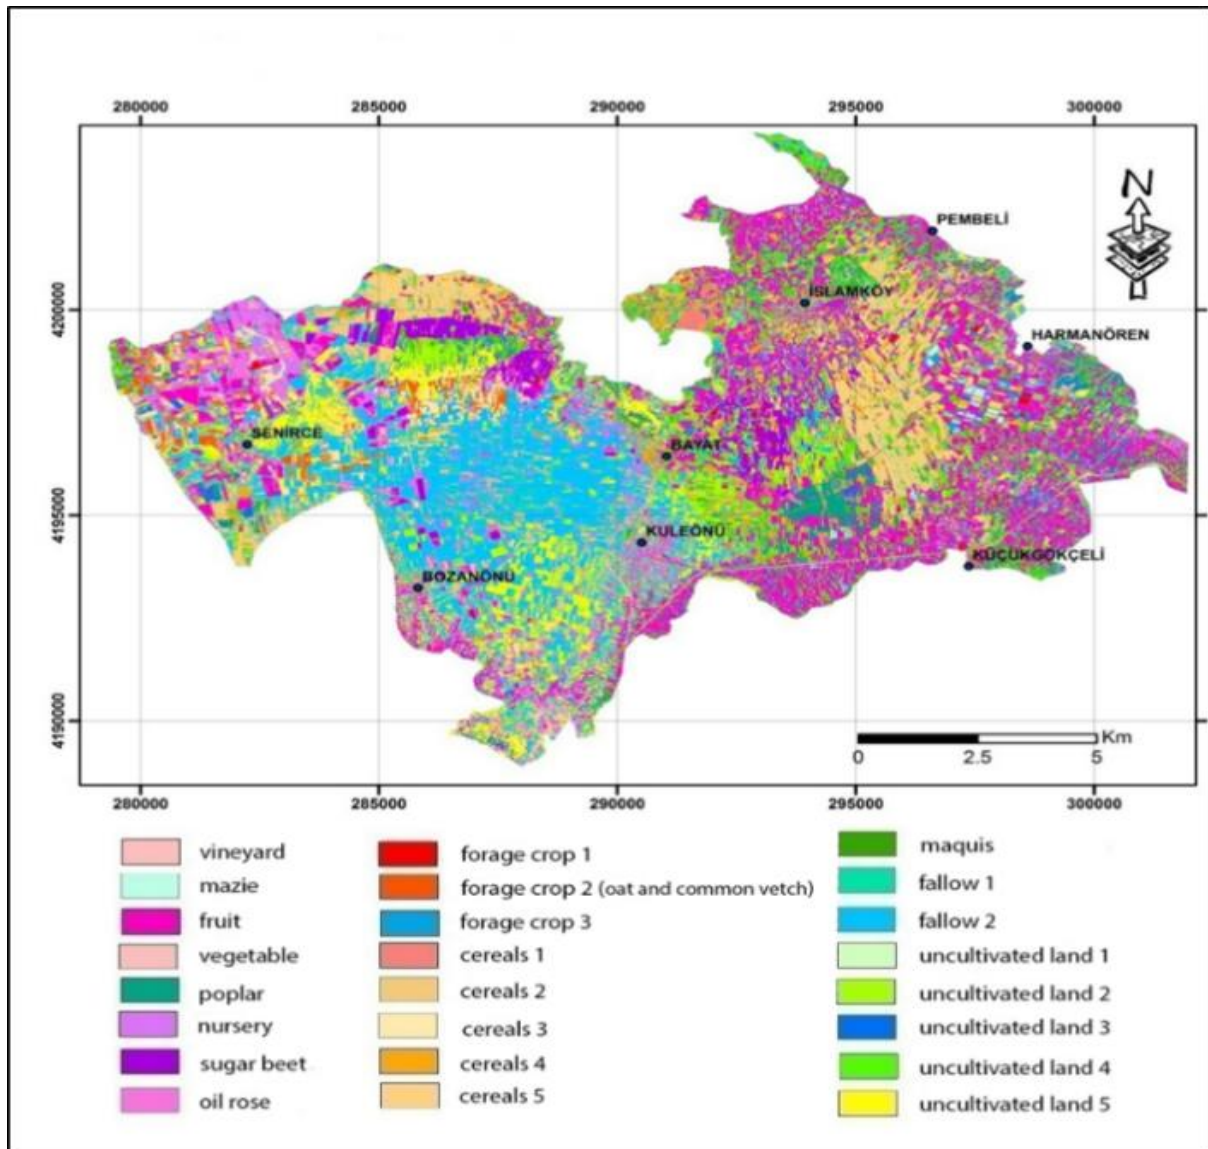 280000 285000 290000 295000 300000
N
PEMBELİ
İSLAMKÖY
4200000
HARMANÖREN
SENİRCE
BAYAT
4195000
KULEÖNÜ
KÜÇÜKGÖKÇELİ
BOZANÖNÜ
4190000
Km
0 2.5 5
280000 285000 290000 295000 300000
vineyard
mazie
fruit
vegetable
poplar
nursery
sugar beet
oil rose
forage crop 1
forage crop 2 (oat and common vetch)
forage crop 3
cereals 1
cereals 2
cereals 3
cereals 4
cereals 5
maquis
fallow 1
fallow 2
uncultivated land 1
uncultivated land 2
uncultivated land 3
uncultivated land 4
uncultivated land 5